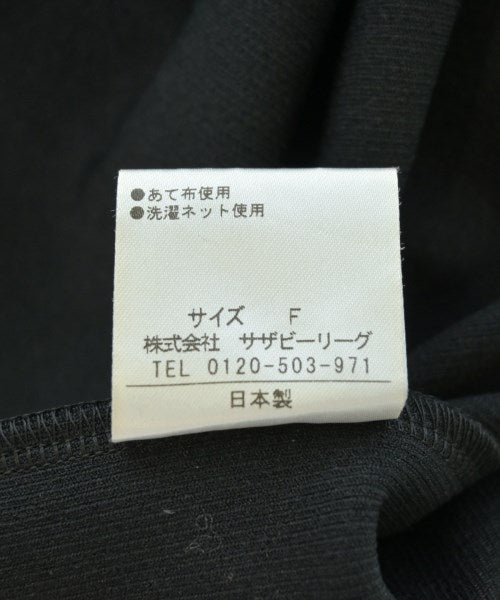 ●あて布使用
●洗濯ネット使用
サイズ F
株式会社 サザビーリーグ
TEL 0120-503-971
日本製